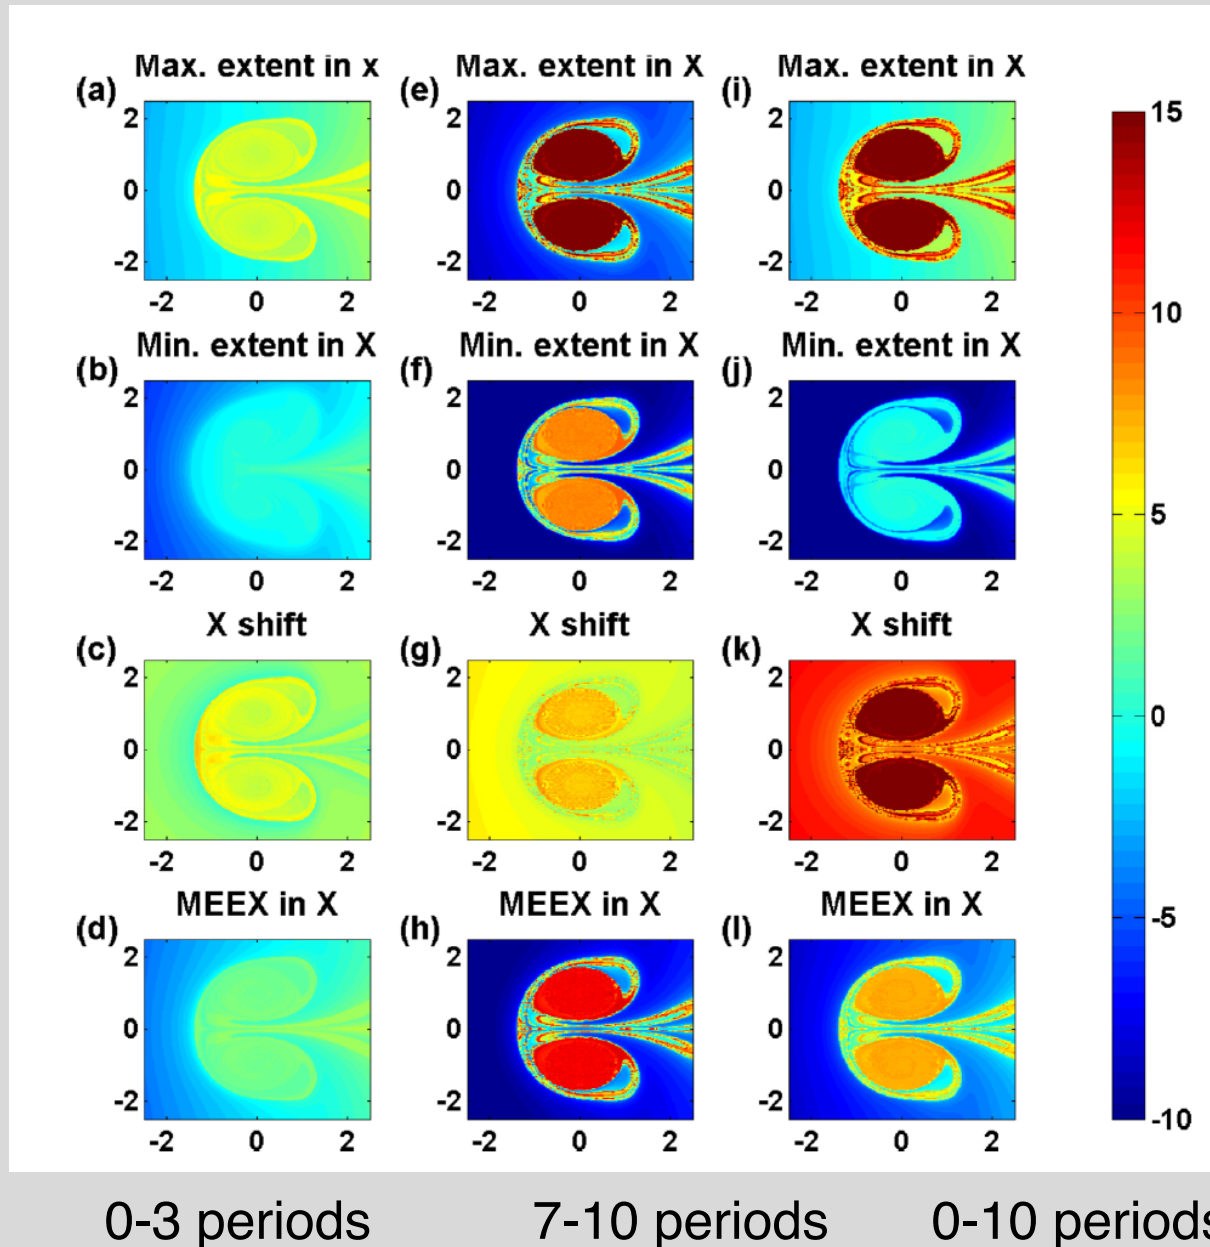 Max. extent in x
Max. extent in X
Max. extent in X
(a)
(e)
(i)
2
0
-2
-2 0 2
2
0
-2
-2 0 2
2
0
-2
-2 0 2
Min. extent in X
Min. extent in X
Min. extent in X
(b)
(f)
(j)
2
0
-2
-2 0 2
2
0
-2
-2 0 2
2
0
-2
-2 0 2
X shift
X shift
X shift
(c)
(g)
(k)
2
0
-2
-2 0 2
2
0
-2
-2 0 2
2
0
-2
-2 0 2
MEEX in X
MEEX in X
MEEX in X
(d)
(h)
(l)
2
0
-2
-2 0 2
2
0
-2
-2 0 2
2
0
-2
-2 0 2
15
10
5
0
-5
-10
0-3 periods
7-10 periods
0-10 periods